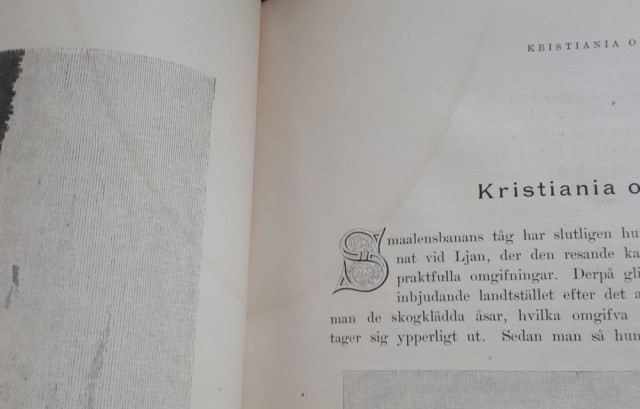 KRISTIANIA O
Kristiania o
Smaalensbanans tåg har slutligen hu
nat vid Ljan, der den resande ka
praktfulla omgifningar. Derpå gli
inbjudande landtstället efter det a
man de skogklädda åsar, hvilka omgifva
tager sig ypperligt ut. Sedan man så hun